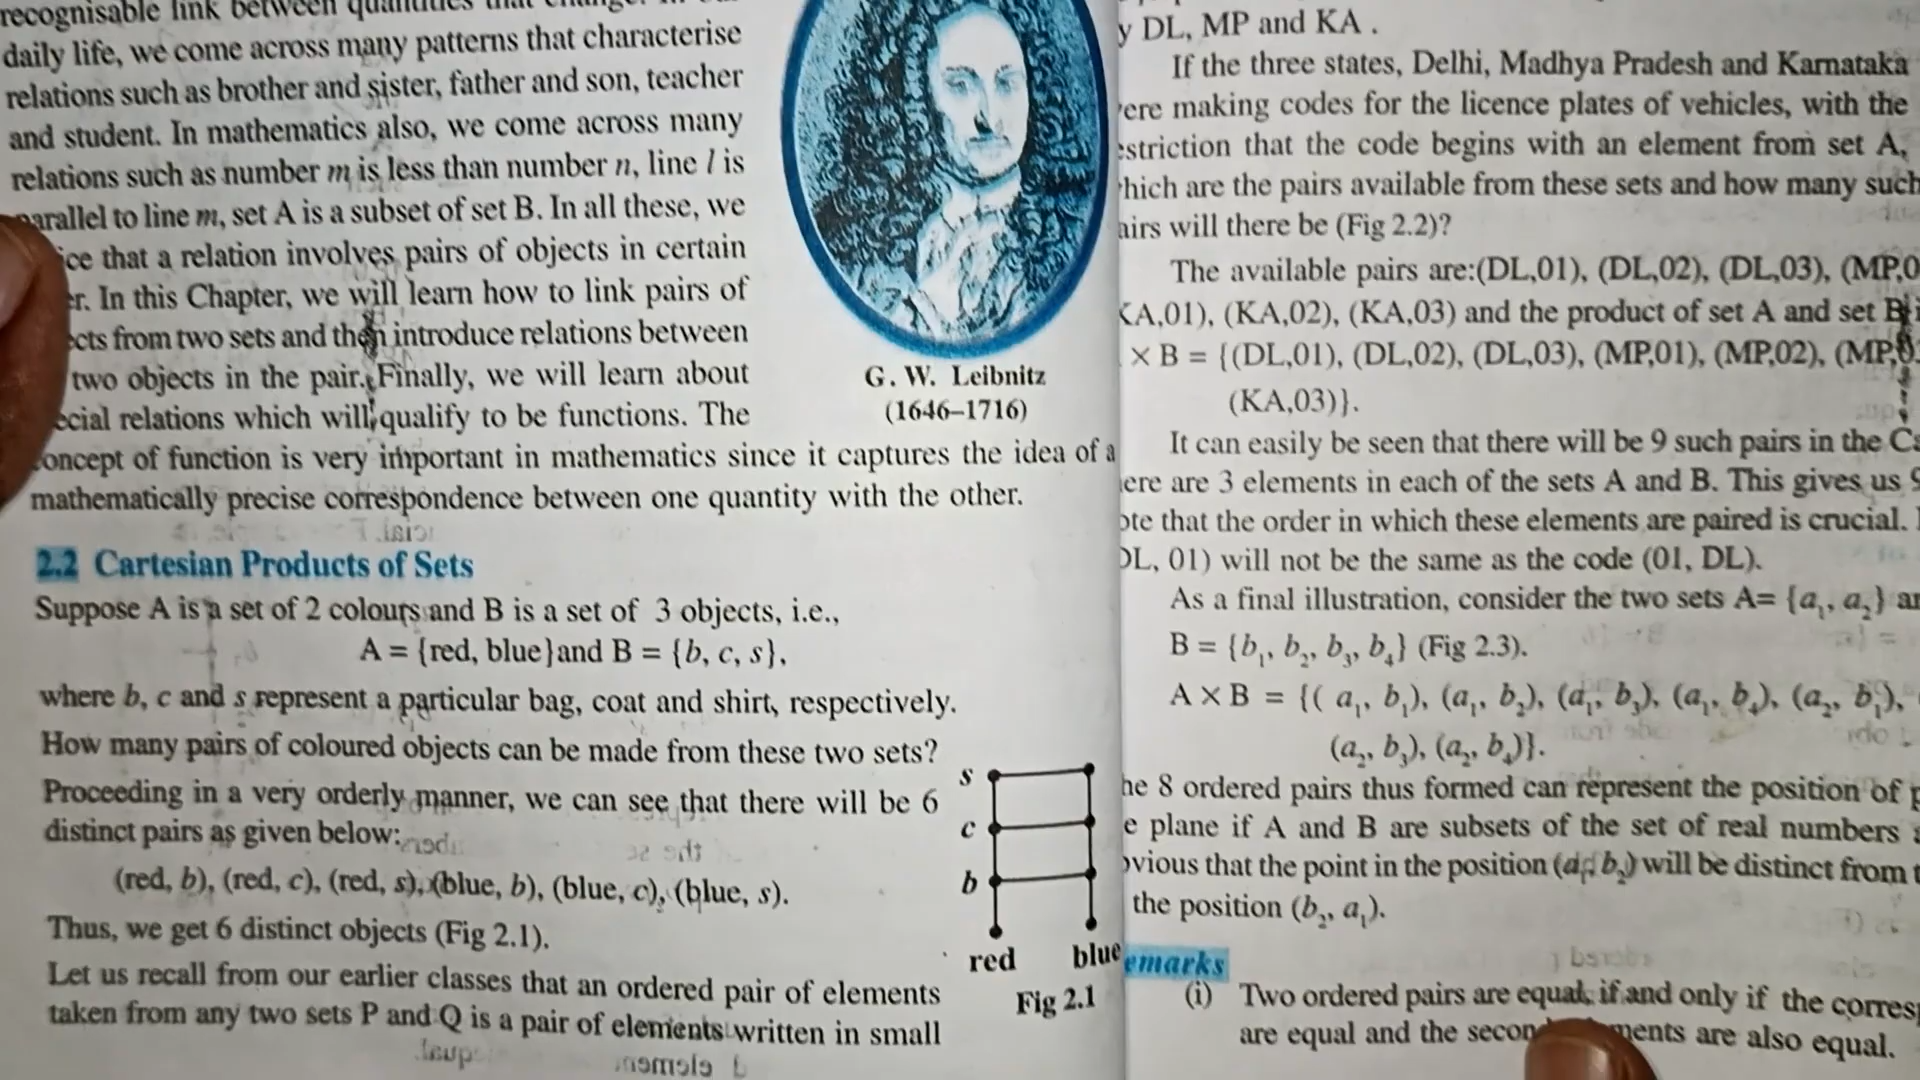 recognisable link between quantities that change.
daily life, we come across many patterns that characterise
relations such as brother and sister, father and son, teacher
and student. In mathematics also, we come across many
relations such as number m is less than number n, line l is
parallel to line m, set A is a subset of set B. In all these, we
that a relation involves pairs of objects in certain
In this Chapter, we will learn how to link pairs of
from two sets and then introduce relations between
two objects in the pair. Finally, we will learn about
relations which will qualify to be functions. The
concept of function is very important in mathematics since it captures the idea of a
mathematically precise correspondence between one quantity with the other.
G. W. Leibnitz
(1646–1716)
2.2 Cartesian Products of Sets
Suppose A is a set of 2 colours and B is a set of 3 objects, i.e.,
A = {red, blue}and B = {b, c, s},
where b, c and s represent a particular bag, coat and shirt, respectively.
How many pairs of coloured objects can be made from these two sets?
Proceeding in a very orderly manner, we can see that there will be 6
distinct pairs as given below:
(red, b), (red, c), (red, s), (blue, b), (blue, c), (blue, s).
Thus, we get 6 distinct objects (Fig 2.1).
Let us recall from our earlier classes that an ordered pair of elements
taken from any two sets P and Q is a pair of elements written in small
s
c
b
red blue
Fig 2.1
y DL, MP and KA .
If the three states, Delhi, Madhya Pradesh and Karnataka
ere making codes for the licence plates of vehicles, with the
estriction that the code begins with an element from set A,
hich are the pairs available from these sets and how many such
airs will there be (Fig 2.2)?
The available pairs are:(DL,01), (DL,02), (DL,03), (MP,0
KA,01), (KA,02), (KA,03) and the product of set A and set B i
× B = {(DL,01), (DL,02), (DL,03), (MP,01), (MP,02), (MP,0
(KA,03)}.
It can easily be seen that there will be 9 such pairs in the
ere are 3 elements in each of the sets A and B. This gives us 9
ote that the order in which these elements are paired is crucial.
DL, 01) will not be the same as the code (01, DL).
As a final illustration, consider the two sets A= {a₁, a₂}
B = {b₁, b₂, b₃, b₄} (Fig 2.3).
A × B = {( a₁, b₁), (a₁, b₂), (a₁, b₃), (a₁, b₄), (a₂, b₁),
(a₂, b₃), (a₂, b₄)}.
he 8 ordered pairs thus formed can represent the position of
e plane if A and B are subsets of the set of real numbers
bvious that the point in the position (a₁, b₂) will be distinct from
the position (b₂, a₁).
emarks
(i) Two ordered pairs are equal, if and only if the corres
are equal and the second are also equal.